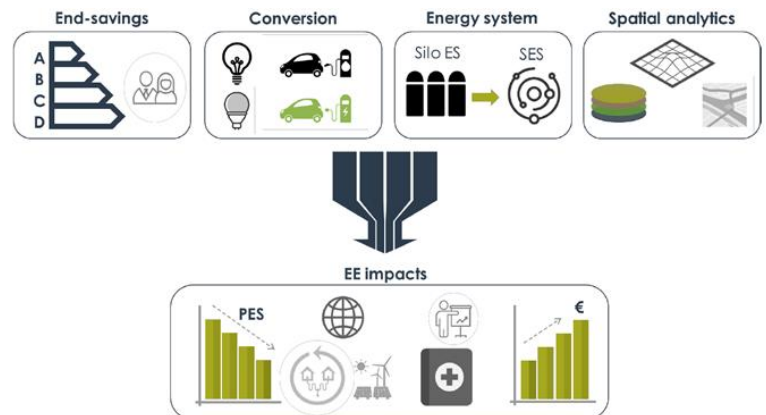 End-savings
Conversion
Energy system
Spatial analytics
A
B
C
D
Silo ES
SES
EE impacts
PES
€